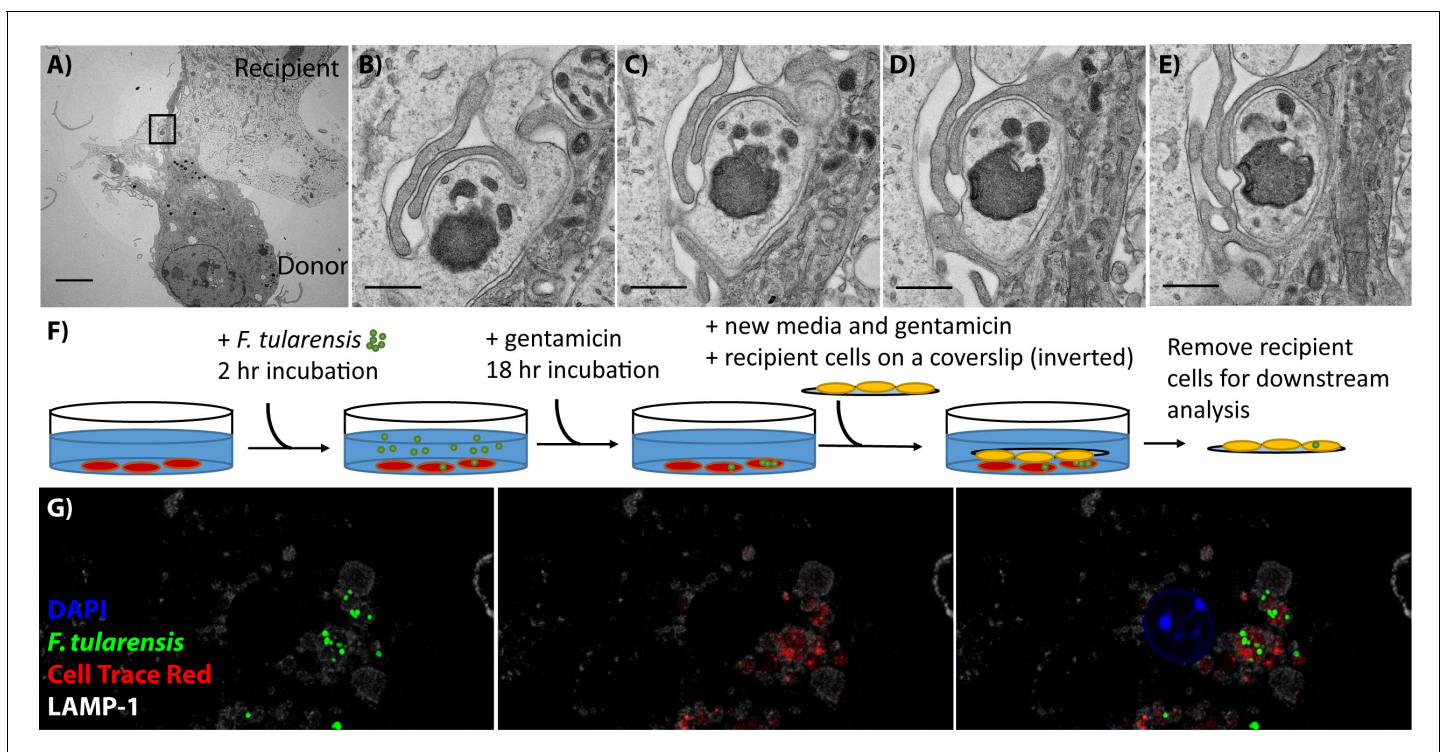 A)
Recipient
Donor
B)
C)
D)
E)
F)
+ F. tularensis
2 hr incubation
+ gentamicin
18 hr incubation
+ new media and gentamicin
+ recipient cells on a coverslip (inverted)
Remove recipient
cells for downstream
analysis
G)
DAPI
F. tularensis
Cell Trace Red
LAMP-1